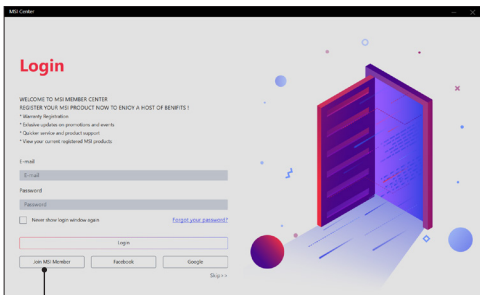 MSI Center
Login
WELCOME TO MSI MEMBER CENTER
REGISTER YOUR MSI PRODUCT NOW TO ENJOY A HOST OF BENIFITS !
* Warranty Registration
* Exlusive updates on promotions and events
* Quicker service and product support
* View your current registered MSI products
E-mail
E-mail
Password
Password
Never show login window again
Forgot your password?
Login
Join MSI Member
Facebook
Google
Skip>>